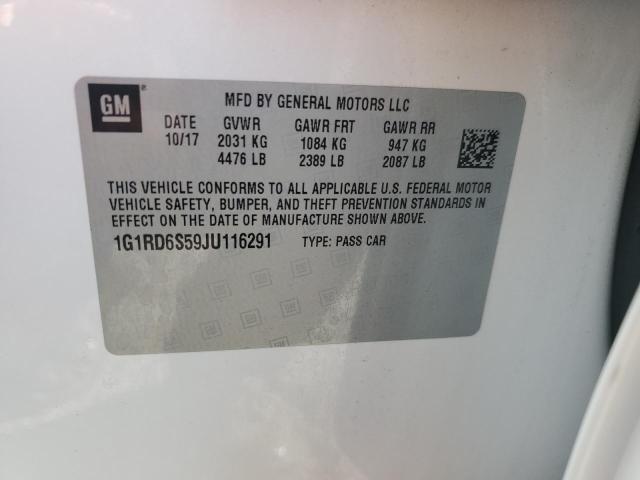 GM
MFD BY GENERAL MOTORS LLC
DATE GVWR GAWR FRT GAWR RR
10/17 2031 KG 1084 KG 947 KG
4476 LB 2389 LB 2087 LB
THIS VEHICLE CONFORMS TO ALL APPLICABLE U.S. FEDERAL MOTOR
VEHICLE SAFETY, BUMPER, AND THEFT PREVENTION STANDARDS IN
EFFECT ON THE DATE OF MANUFACTURE SHOWN ABOVE.
1G1RD6S59JU116291 TYPE: PASS CAR